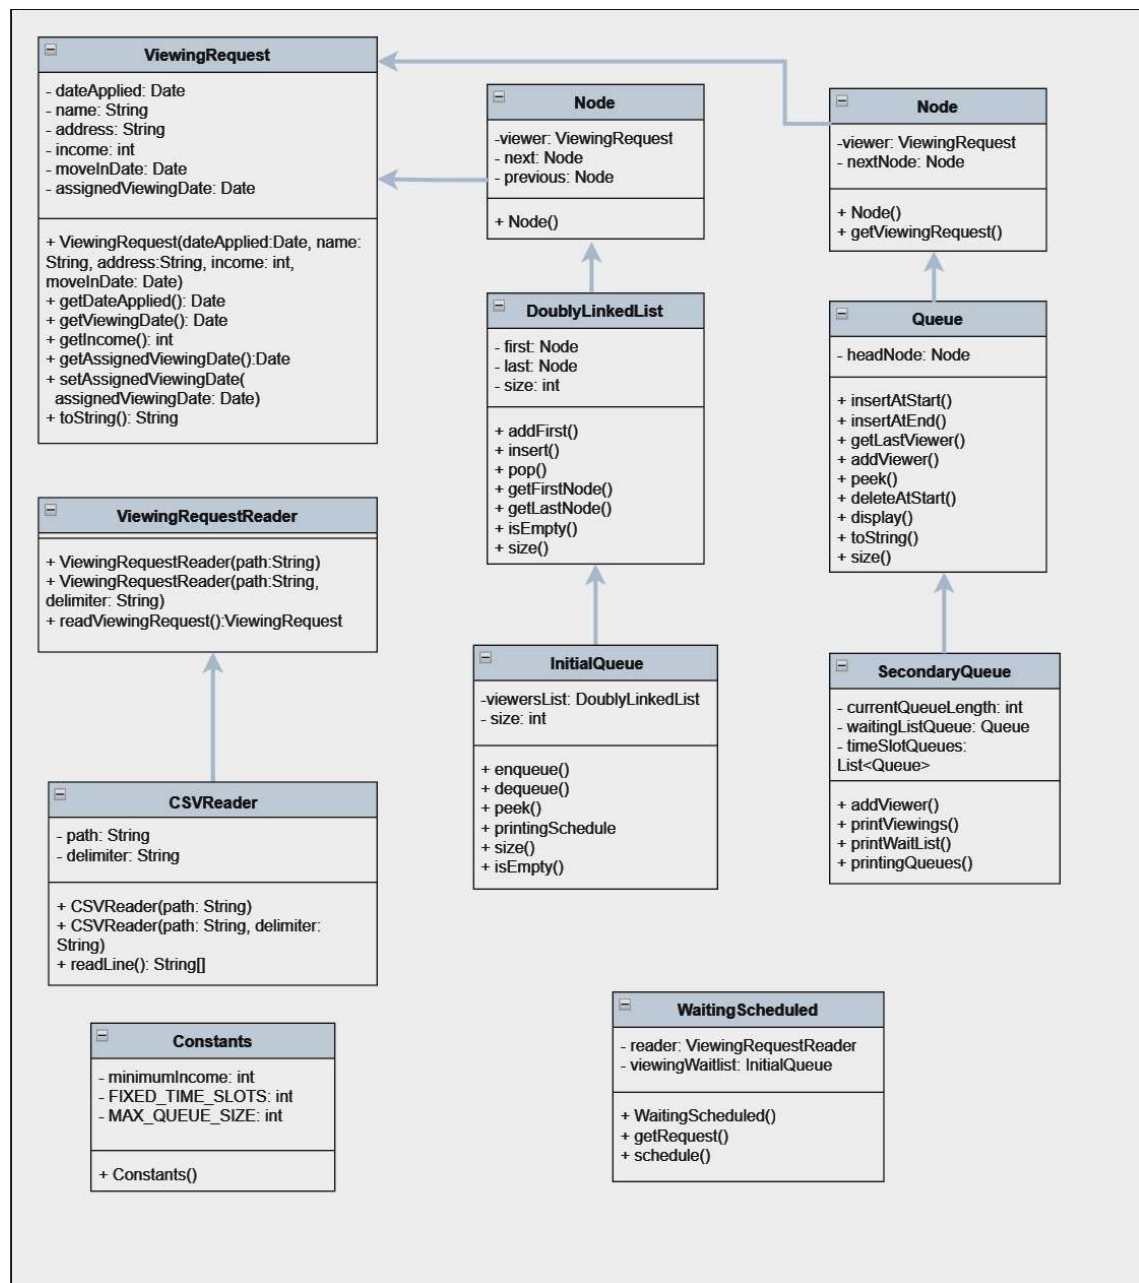 ViewingRequest
- dateApplied: Date
- name: String
- address: String
- income: int
- moveInDate: Date
- assignedViewingDate: Date
+ ViewingRequest(dateApplied:Date, name:
String, address:String, income: int,
moveInDate: Date)
+ getDateApplied(): Date
+ getViewingDate(): Date
+ getIncome(): int
+ getAssignedViewingDate():Date
+ setAssignedViewingDate(
assignedViewingDate: Date)
+ toString(): String
Node
-viewer: ViewingRequest
- next: Node
- previous: Node
+ Node()
Node
-viewer: ViewingRequest
- nextNode: Node
+ Node()
+ getViewingRequest()
DoublyLinkedList
- first: Node
- last: Node
- size: int
+ addFirst()
+ insert()
+ pop()
+ getFirstNode()
+ getLastNode()
+ isEmpty()
+ size()
Queue
- headNode: Node
+ insertAtStart()
+ insertAtEnd()
+ getLastViewer()
+ addViewer()
+ peek()
+ deleteAtStart()
+ display()
+ toString()
+ size()
ViewingRequestReader
+ ViewingRequestReader(path:String)
+ ViewingRequestReader(path:String,
delimiter: String)
+ readViewingRequest():ViewingRequest
InitialQueue
-viewersList: DoublyLinkedList
- size: int
+ enqueue()
+ dequeue()
+ peek()
+ printingSchedule
+ size()
+ isEmpty()
SecondaryQueue
- currentQueueLength: int
- waitingListQueue: Queue
- timeSlotQueues:
List<Queue>
+ addViewer()
+ printViewings()
+ printWaitList()
+ printingQueues()
CSVReader
- path: String
- delimiter: String
+ CSVReader(path: String)
+ CSVReader(path: String, delimiter:
String)
+ readLine(): String[]
Constants
- minimumIncome: int
- FIXED_TIME_SLOTS: int
- MAX_QUEUE_SIZE: int
+ Constants()
WaitingScheduled
- reader: ViewingRequestReader
- viewingWaitlist: InitialQueue
+ WaitingScheduled()
+ getRequest()
+ schedule()